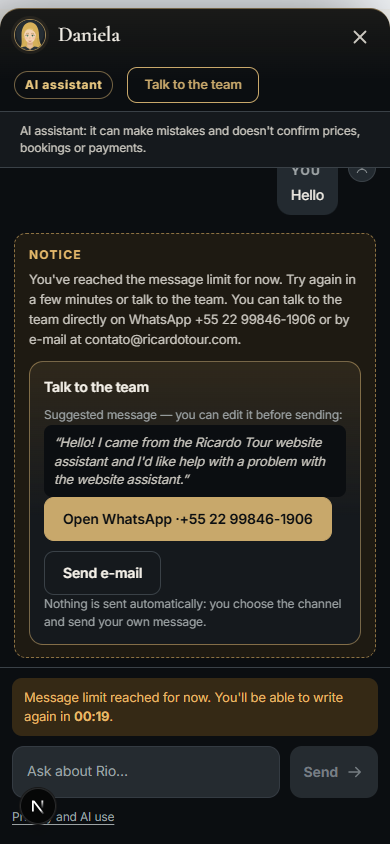 Daniela
AI assistant
Talk to the team
AI assistant: it can make mistakes and doesn't confirm prices,
bookings or payments.
YOU
Hello
NOTICE
You've reached the message limit for now. Try again in
a few minutes or talk to the team. You can talk to the
team directly on WhatsApp +55 22 99846-1906 or by
e-mail at contato@ricardotour.com.
Talk to the team
Suggested message — you can edit it before sending:
“Hello! I came from the Ricardo Tour website
assistant and I'd like help with a problem with
the website assistant.”
Open WhatsApp ·+55 22 99846-1906
Send e-mail
Nothing is sent automatically: you choose the channel
and send your own message.
Message limit reached for now. You'll be able to write
again in 00:19.
Ask about Rio...
Send →
N
and AI use